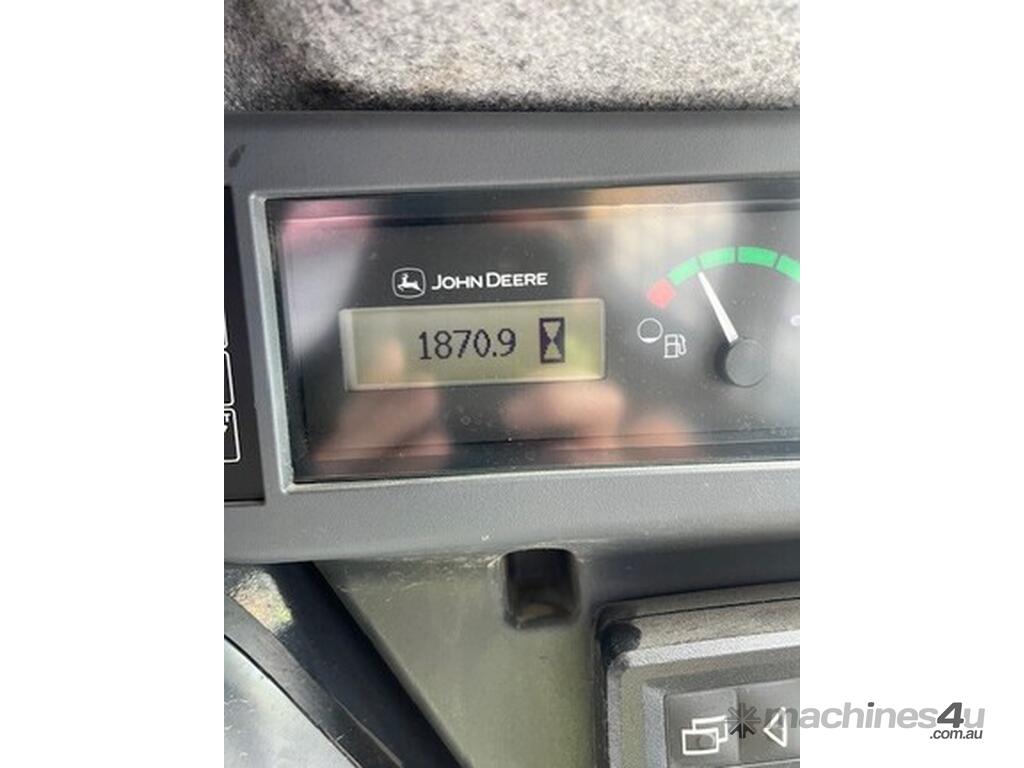 JOHN DEERE
1870.9
machines4u
.com.au